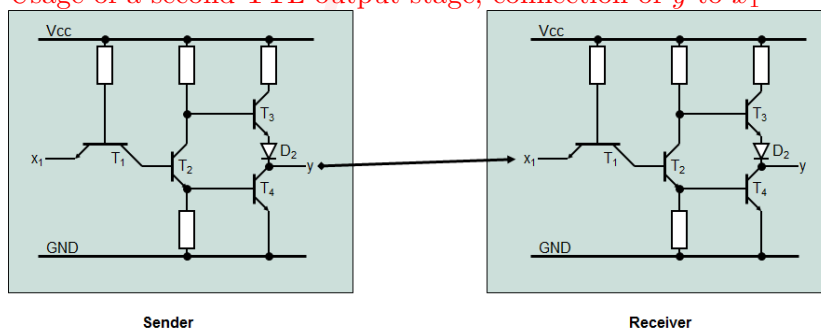 Usage of a second TTL output stage, connection of y to x1
Vcc
T3
D2
x1
T1
T2
y
T4
GND
Sender
Vcc
T3
D2
x1
T1
T2
y
T4
GND
Receiver